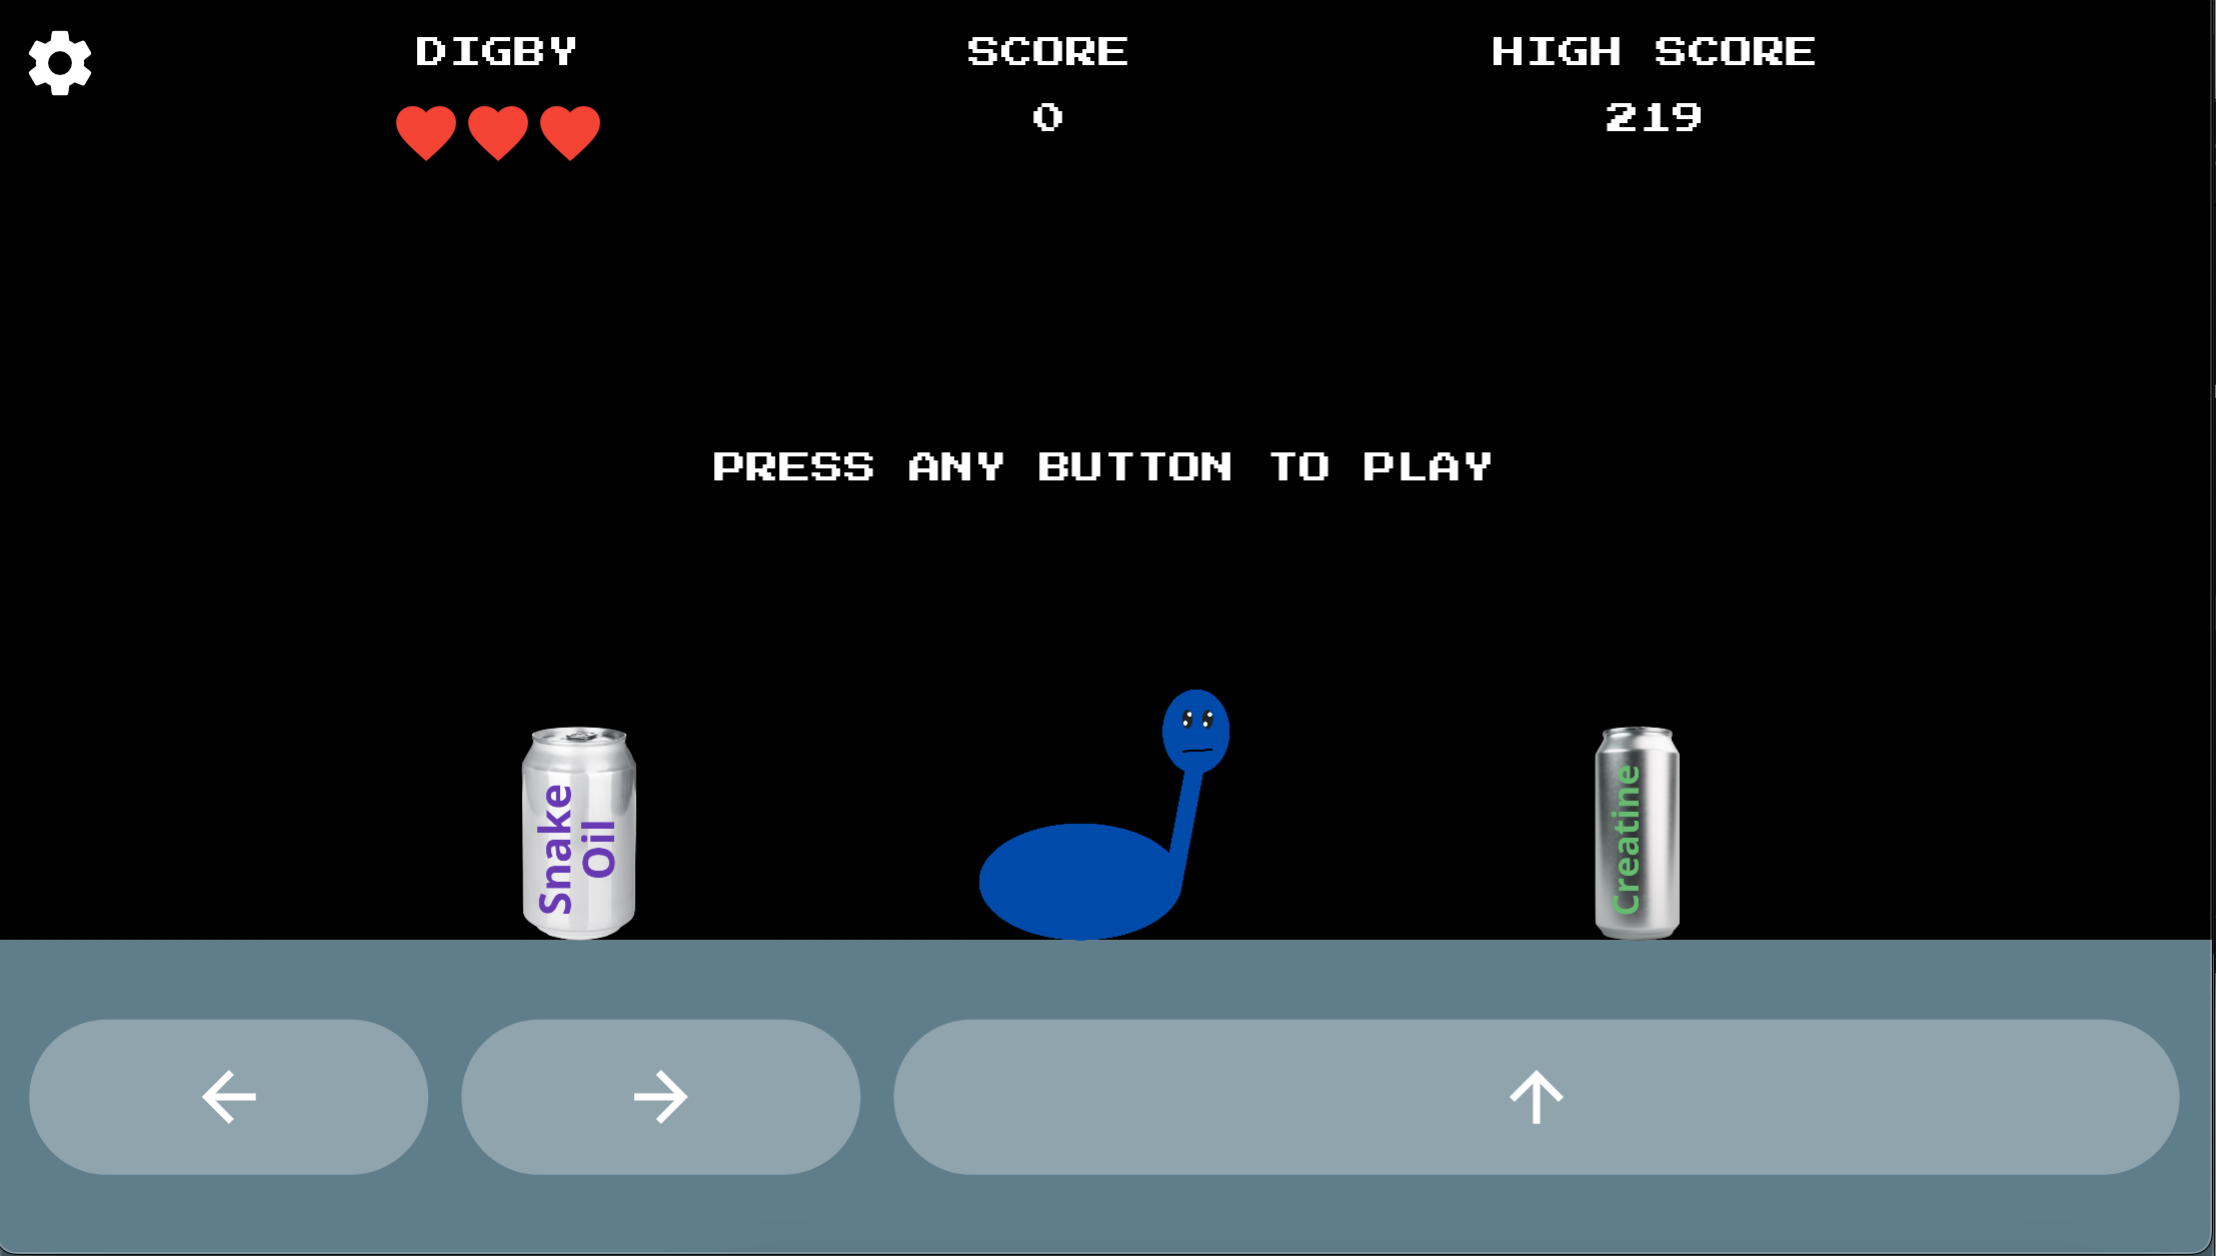 DIGBY
SCORE
HIGH SCORE
0
219
PRESS ANY BUTTON TO PLAY
Snake
Oil
Creatine